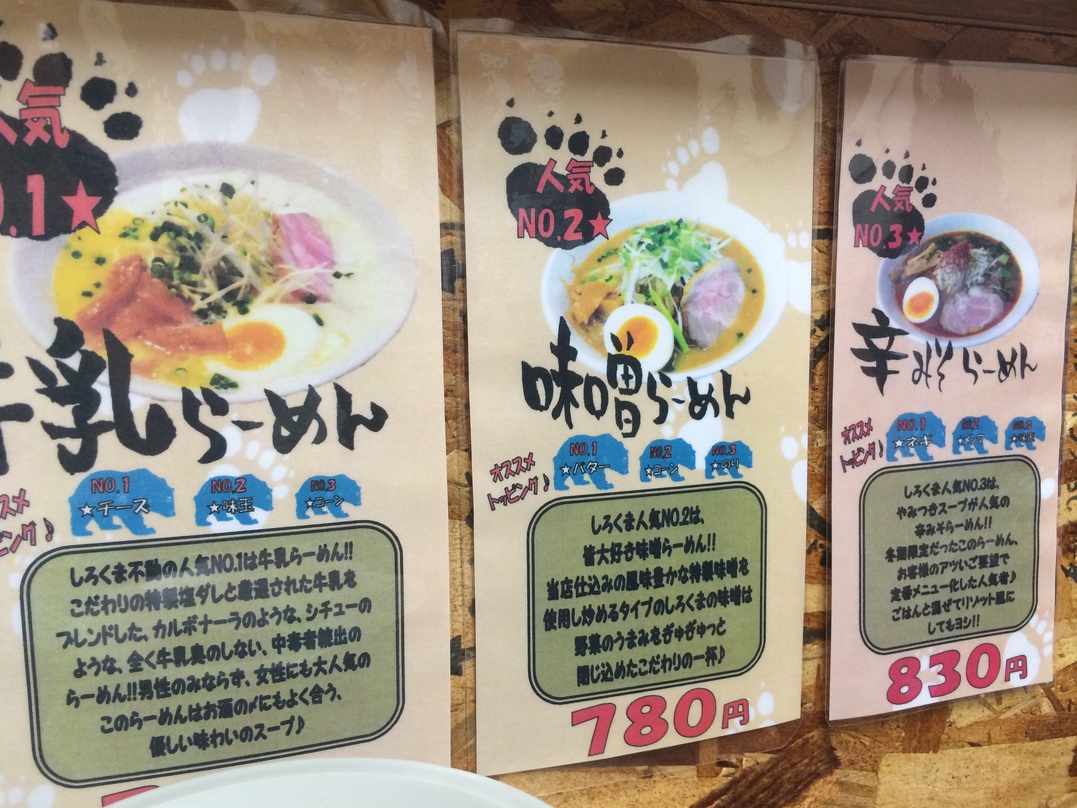 人気
NO.1★
牛乳らーめん
オススメ
トッピング♪
NO.1
★チーズ
NO.2
★味玉
NO.3
★コーン
しろくま不動の人気NO.1は牛乳らーめん!!
こだわりの特製塩ダレと厳選された牛乳を
ブレンドした、カルボナーラのような、シチューの
ような、全く牛乳臭のしない、中毒者続出の
らーめん!!男性のみならず、女性にも大人気の
このらーめんはお酒の〆にもよく合う、
優しい味わいのスープ♪
人気
NO.2★
味噌らーめん
オススメ
トッピング♪
NO.1
★バター
NO.2
★コーン
NO.3
★のり
しろくま人気NO.2は、
皆大好き味噌らーめん!!
当店仕込みの風味豊かな特製味噌を
使用し炒めるタイプのしろくまの味噌は
野菜のうまみをぎゅぎゅっと
閉じ込めたこだわりの一杯♪
780円
人気
NO.3★
辛みそらーめん
オススメ
トッピング♪
NO.1
★ネギ
NO.2
★メンマ
NO.3
★味玉
しろくま人気NO.3は、
やみつきスープが人気の
辛みそらーめん!!
冬期限定だったこのらーめん、
お客様のアツいご要望で
定番メニュー化した人気者♪
ごはんと混ぜてリゾット風に
してもヨシ!!
830円